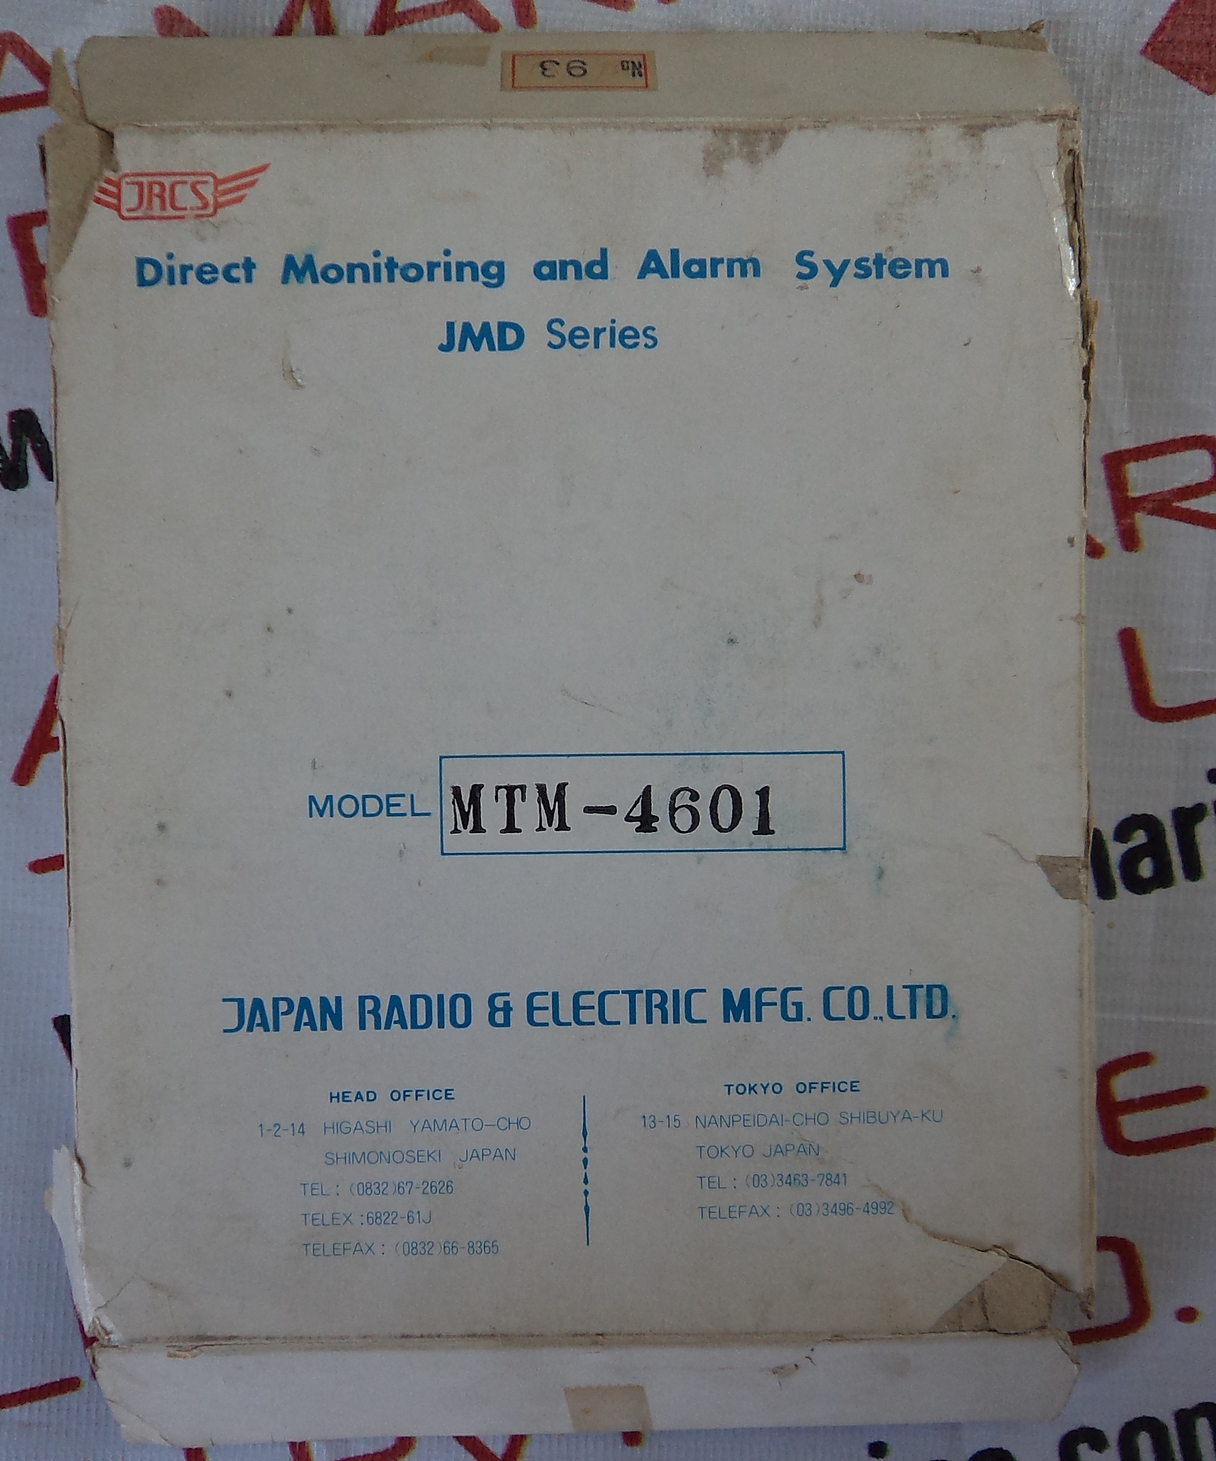 No 93
JRCS
Direct Monitoring and Alarm System
JMD Series
MODEL MTM-4601
JAPAN RADIO & ELECTRIC MFG. CO.,LTD.
HEAD OFFICE
1-2-14 HIGASHI YAMATO-CHO
SHIMONOSEKI JAPAN
TEL : (0832)67-2626
TELEX :6822-61J
TELEFAX : (0832)66-8365
TOKYO OFFICE
13-15 NANPEIDAI-CHO SHIBUYA-KU
TOKYO JAPAN
TEL : (03)3463-7841
TELEFAX : (03)3496-4992